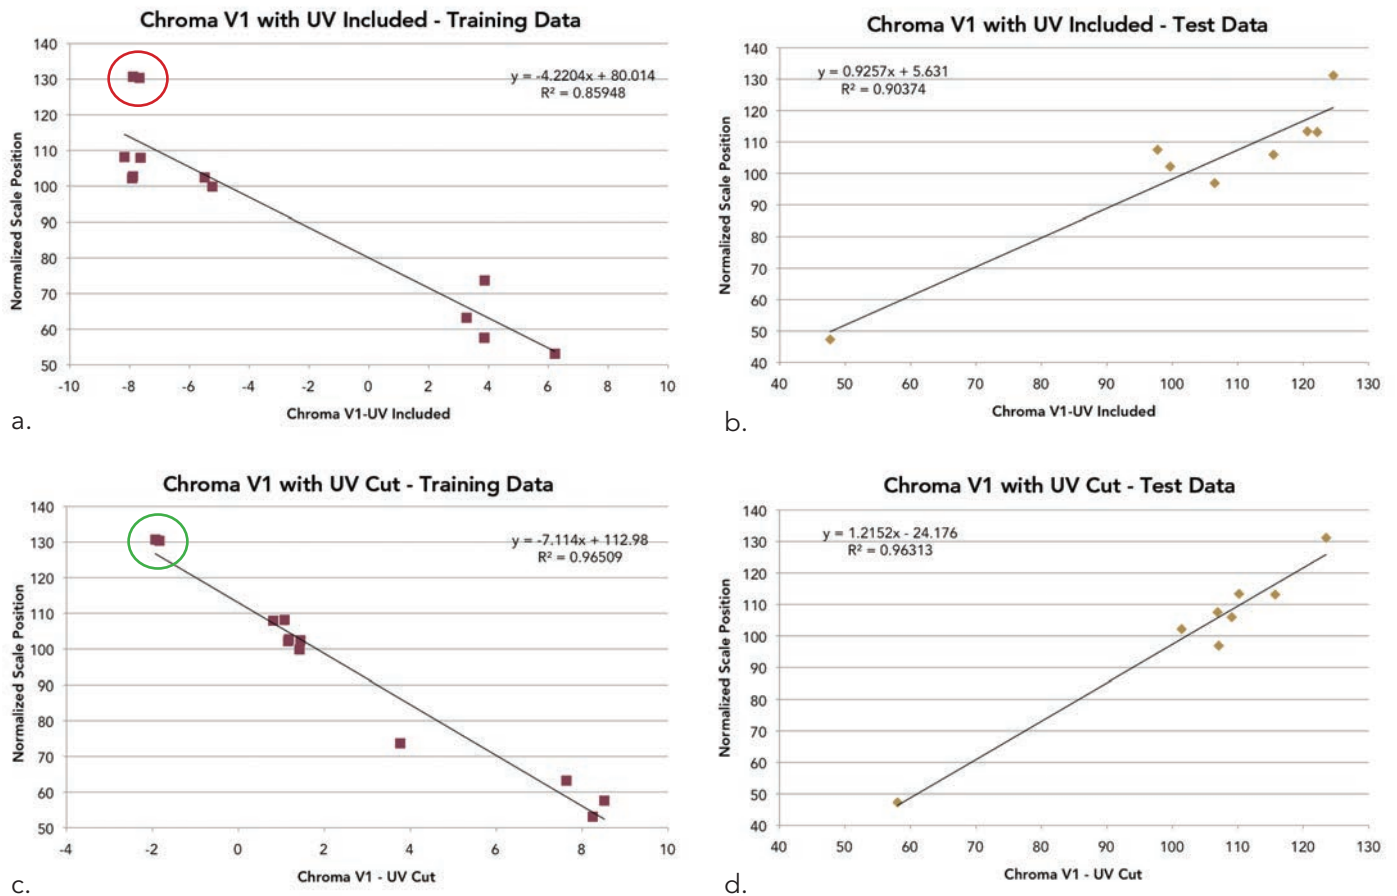 Chroma V1 with UV Included - Training Data
140
130
120
110
100
90
80
70
60
50
Normalized Scale Position
y = -4.2204x + 80.014
R² = 0.85948
-10 -8 -6 -4 -2 0 2 4 6 8 10
Chroma V1-UV Included
a.
Chroma V1 with UV Included - Test Data
140
130
120
110
100
90
80
70
60
50
40
Normalized Scale Position
y = 0.9257x + 5.631
R² = 0.90374
40 50 60 70 80 90 100 110 120 130
Chroma V1-UV Included
b.
Chroma V1 with UV Cut - Training Data
140
130
120
110
100
90
80
70
60
50
Normalized Scale Position
y = -7.114x + 112.98
R² = 0.96509
-4 -2 0 2 4 6 8 10
Chroma V1 - UV Cut
c.
Chroma V1 with UV Cut - Test Data
140
130
120
110
100
90
80
70
60
50
40
Normalized Scale Position
y = 1.2152x - 24.176
R² = 0.96313
40 50 60 70 80 90 100 110 120 130
Chroma V1 - UV Cut
d.